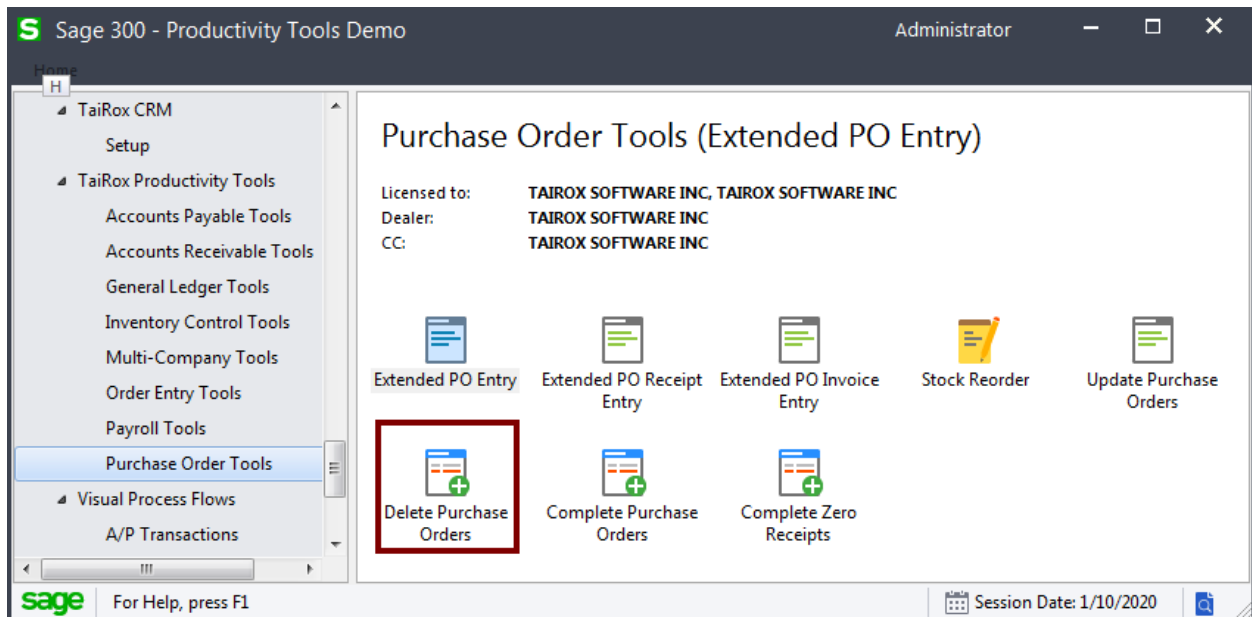 S Sage 300 - Productivity Tools Demo
Administrator
Home
H
TaiRox CRM
Setup
TaiRox Productivity Tools
Accounts Payable Tools
Accounts Receivable Tools
General Ledger Tools
Inventory Control Tools
Multi-Company Tools
Order Entry Tools
Payroll Tools
Purchase Order Tools
Visual Process Flows
A/P Transactions
Purchase Order Tools (Extended PO Entry)
Licensed to: TAIROX SOFTWARE INC, TAIROX SOFTWARE INC
Dealer: TAIROX SOFTWARE INC
CC: TAIROX SOFTWARE INC
Extended PO Entry
Extended PO Receipt
Entry
Extended PO Invoice
Entry
Stock Reorder
Update Purchase
Orders
Delete Purchase
Orders
Complete Purchase
Orders
Complete Zero
Receipts
sage
For Help, press F1
Session Date: 1/10/2020